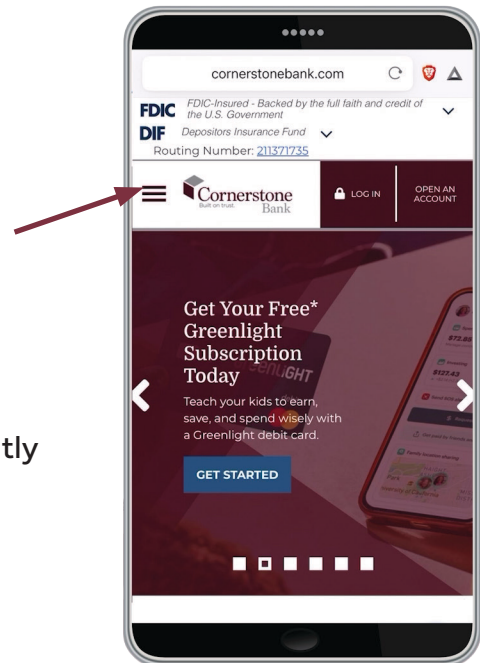 cornerstonebank.com
FDIC FDIC-Insured - Backed by the full faith and credit of
the U.S. Government
DIF Depositors Insurance Fund
Routing Number: 211371735
Cornerstone
Built on trust. Bank
LOG IN
OPEN AN
ACCOUNT
Get Your Free*
Greenlight
Subscription
Today
Teach your kids to earn,
save, and spend wisely with
a Greenlight debit card.
GET STARTED
tly
$127.43